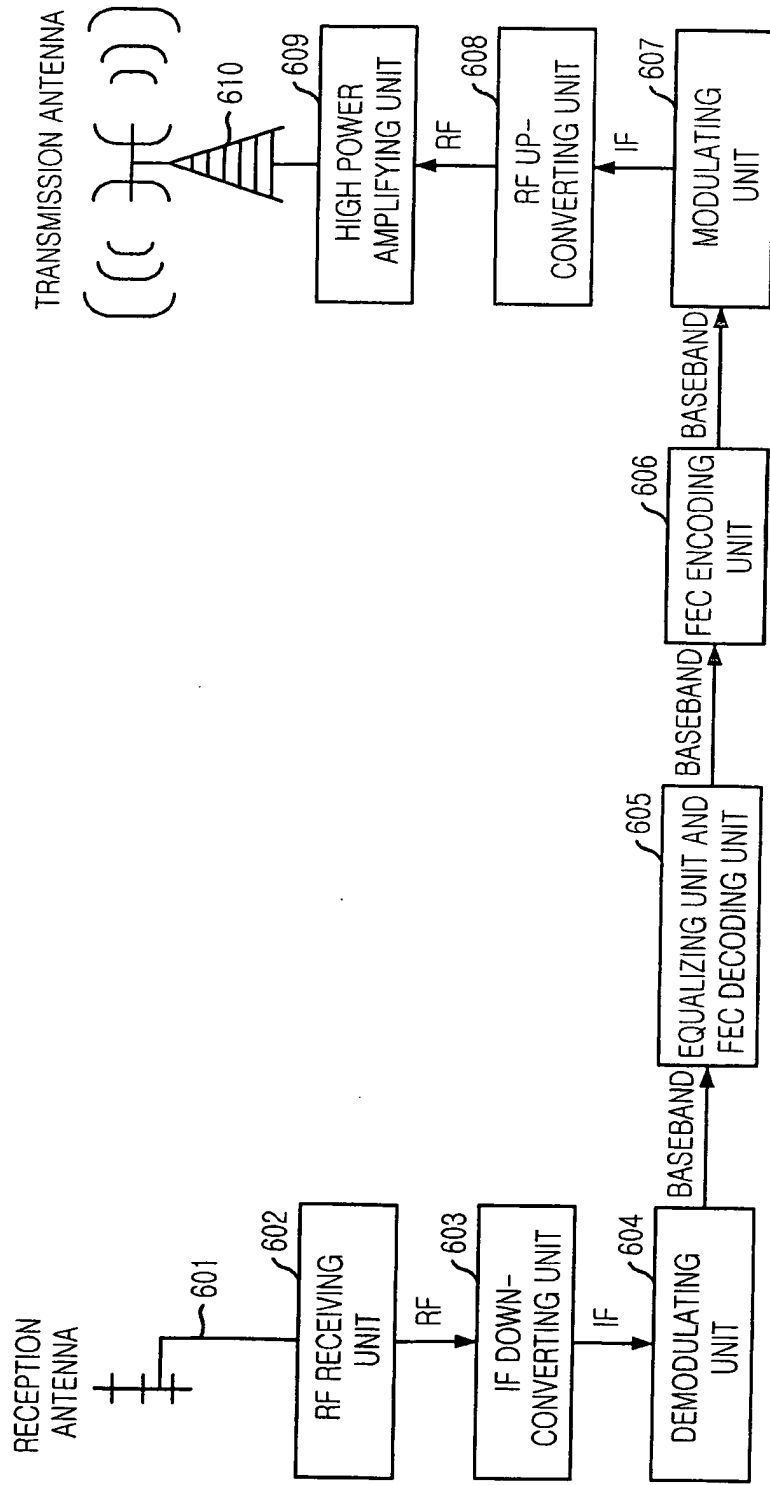 RECEPTION
ANTENNA
601
602
RF RECEIVING
UNIT
RF
603
IF DOWN-
CONVERTING UNIT
IF
604
DEMODULATING
UNIT
BASEBAND
605
EQUALIZING UNIT AND
FEC DECODING UNIT
BASEBAND
606
FEC ENCODING
UNIT
BASEBAND
607
MODULATING
UNIT
IF
608
RF UP-
CONVERTING UNIT
RF
609
HIGH POWER
AMPLIFYING UNIT
610
TRANSMISSION ANTENNA